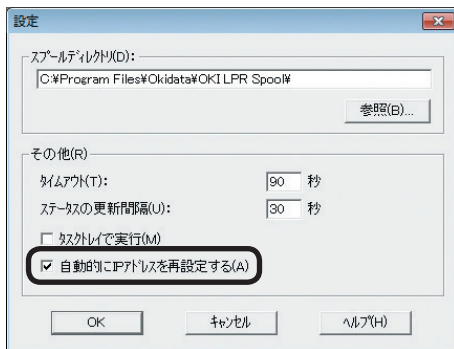 設定
スプールディレクトリ(D):
C:¥Program Files¥Okidata¥OKI LPR Spool¥
参照(B)...
その他(R)
タイムアウト(T): 90 秒
ステータスの更新間隔(U): 30 秒
タスクトレイで実行(M)
自動的にIPアドレスを再設定する(A)
OK キャンセル ヘルプ(H)